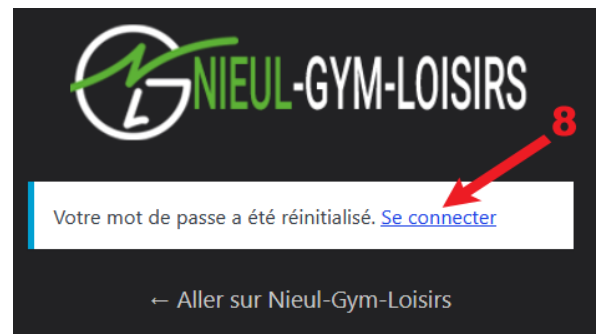 NIEUL-GYM-LOISIRS
8
Votre mot de passe a été réinitialisé. Se connecter
← Aller sur Nieul-Gym-Loisirs